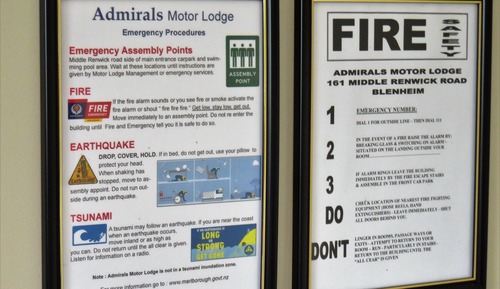 Admirals Motor Lodge
Emergency Procedures
Emergency Assembly Points
Middle Renwick road side of main entrance carpark and swim-
ming pool area. Wait at these locations until instructions are
given by Motor Lodge Management or emergency services.
ASSEMBLY
POINT
FIRE
If the fire alarm sounds or you see fire or smoke activate the
fire alarm or shout " fire fire fire." Get low, stay low, get out.
Move immediately to an assembly point. Do not re enter the
building until Fire and Emergency tell you it is safe to do so.
EARTHQUAKE
DROP, COVER, HOLD. If in bed, do not get out, use your pillow to
protect your head.
When shaking has
stopped, move to as-
sembly appoint. Do not run out-
side during an earthquake.
TSUNAMI
A tsunami may follow an earthquake. If you are near the coast
when an earthquake occurs,
move inland or as high as
you can. Do not return until the all clear is given.
Listen for information on a radio.
LONG
STRONG
GET GONE
Note : Admirals Motor Lodge is not in a tsunami inundation zone.
For more information go to : www.marlborough.govt.nz
FIRE SAFETY
ADMIRALS MOTOR LODGE
161 MIDDLE RENWICK ROAD
BLENHEIM
1 EMERGENCY NUMBER:
DIAL 1 FOR OUTSIDE LINE - THEN DIAL 111
2 IN THE EVENT OF A FIRE RAISE THE ALARM BY:
BREAKING GLASS & SWITCHING ON ALARM -
SITUATED ON THE LANDING OUTSIDE YOUR
ROOM
3 IF ALARM RINGS LEAVE THE BUILDING
IMMEDIATELY BY THE FIRE ESCAPE STAIRS
& ASSEMBLE IN THE FRONT CAR PARK
DO CHECK LOCATION OF NEAREST FIRE FIGHTING
EQUIPMENT (HOSE REELS, HAND
EXTINGUISHERS) - LEAVE IMMEDIATELY - SHUT
ALL DOORS BEHIND YOU.
DON'T LINGER IN ROOMS, PASSAGE WAYS OR
EXITS - ATTEMPT TO RETURN TO YOUR
ROOM - RUN - PARTICULARLY IN STAIRS -
RETURN TO THE BUILDING UNTIL THE
"ALL CLEAR" IS GIVEN